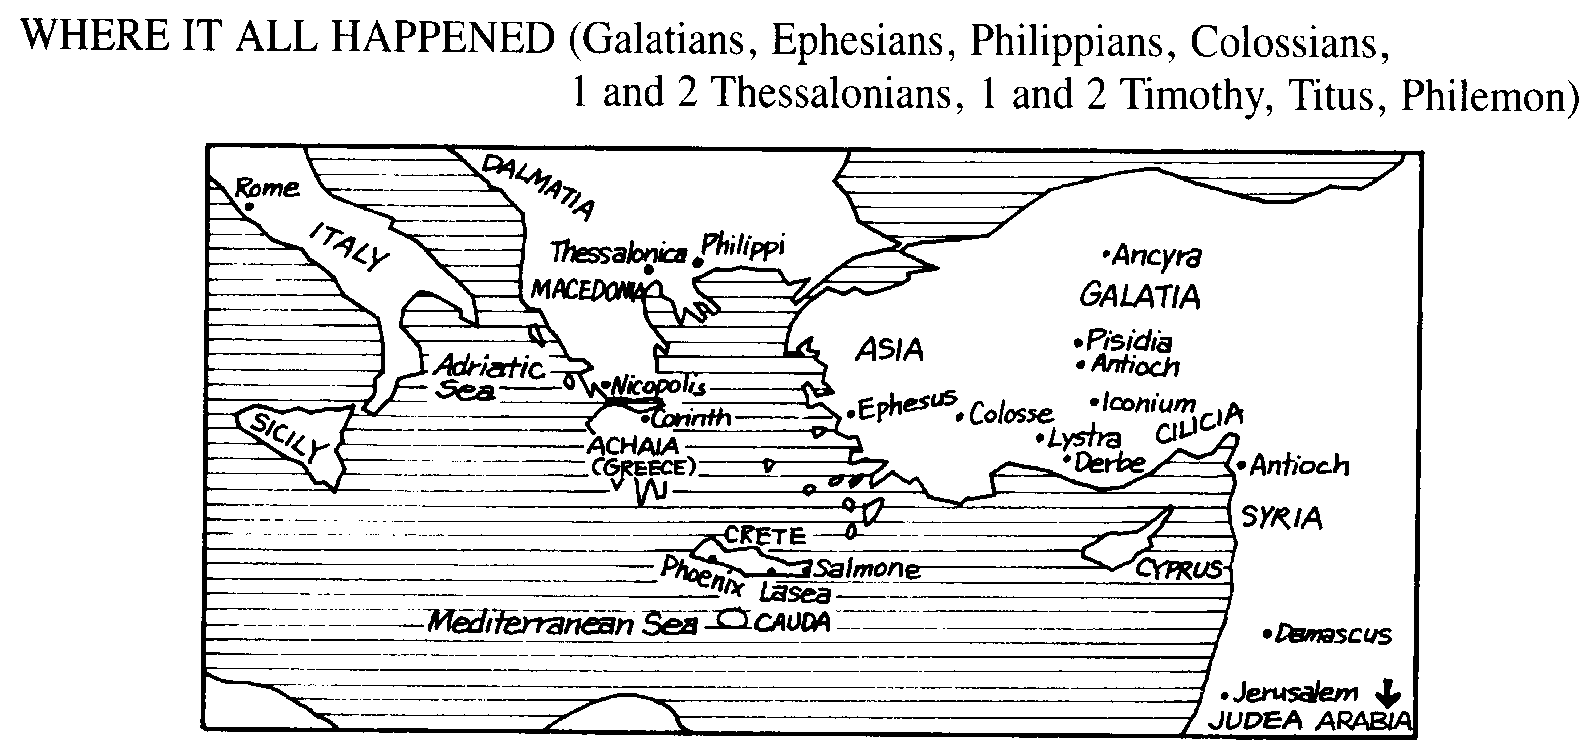 WHERE IT ALL HAPPENED (Galatians, Ephesians, Philippians, Colossians,
1 and 2 Thessalonians, 1 and 2 Timothy, Titus, Philemon)
DALMATIA
Rome
ITALY
Thessalonica
Philippi
Ancyra
MACEDONIA
GALATIA
ASIA
Pisidia
Antioch
Adriatic
Sea
Nicopolis
Ephesus
Colosse
Iconium
SICILY
Corinth
Lystra
CILICIA
ACHAIA
(GREECE)
Derbe
Antioch
SYRIA
CRETE
Phoenix
Lasea
Salmone
CYPRUS
Mediterranean Sea
CAUDA
Damascus
Jerusalem
JUDEA ARABIA